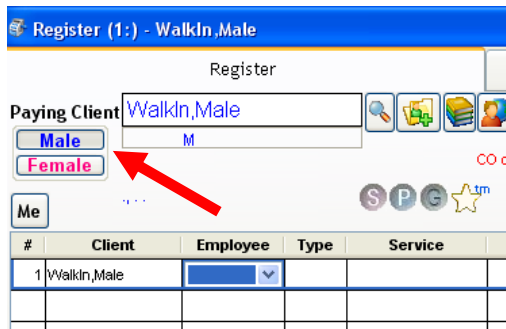 Register (1:) - WalkIn ,Male
Register
Paying Client WalkIn,Male
Male M
Female
CO
S P G tm
Me
# Client Employee Type Service
1 WalkIn,Male